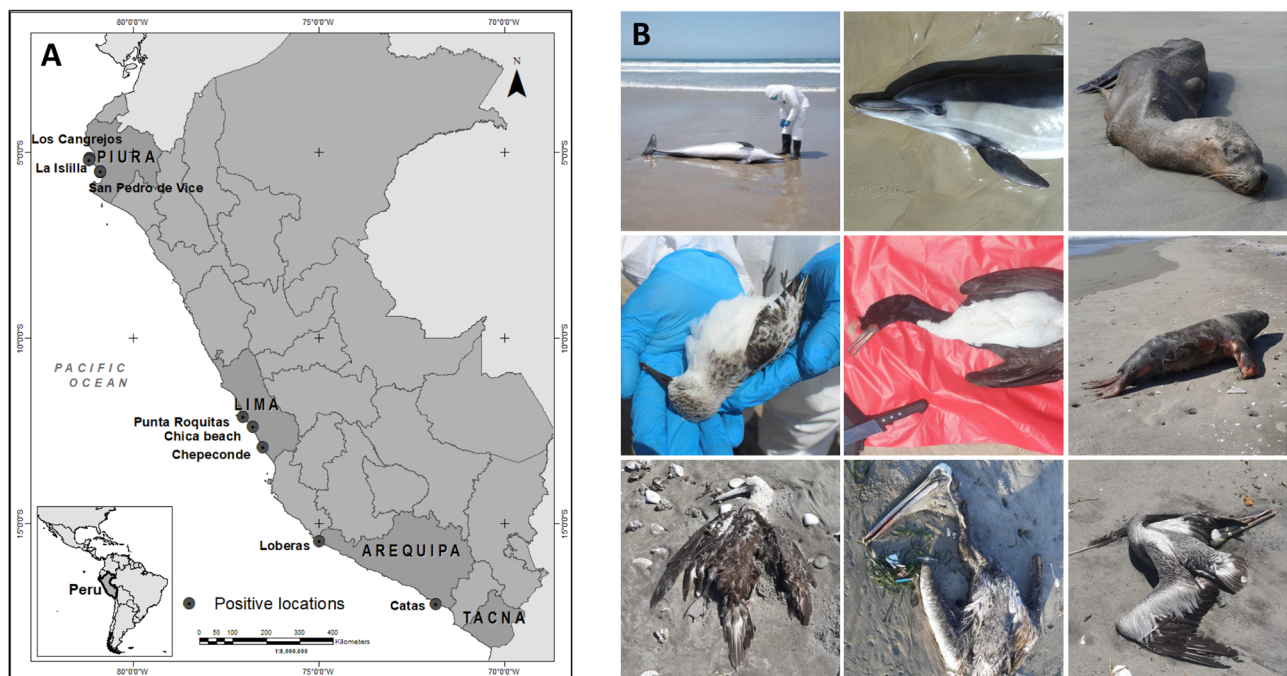 A
N
Los Cangrejos
PIURA
La Islilla
San Pedro de Vice
PACIFIC
OCEAN
LIMA
Punta Roquitas
Chica beach
Chepeconde
Loberas
AREQUIPA
Catas
TACNA
Peru
Positive locations
0 50 100 200 300 400
Kilometers
1:8,000,000
80°0'0"W 75°0'0"W 70°0'0"W
80°0'0"W 75°0'0"W 70°0'0"W
5°0'0"S
10°0'0"S
15°0'0"S
5°0'0"S
10°0'0"S
15°0'0"S
B